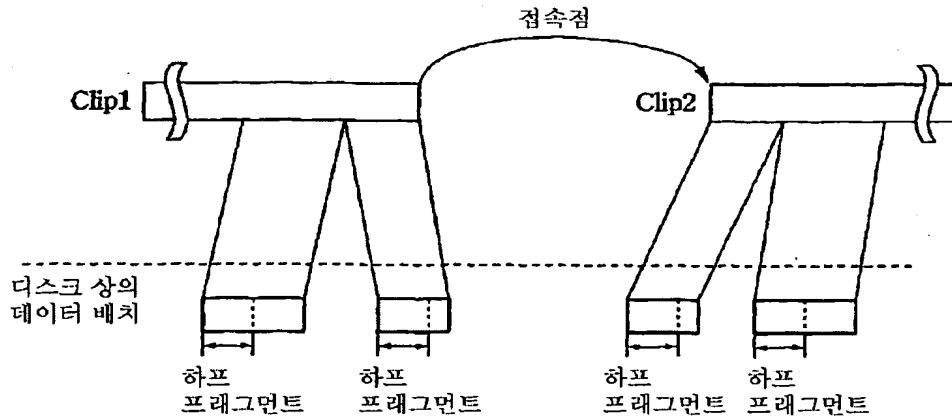 접속점
Clip1
Clip2
디스크 상의
데이터 배치
하프
프래그먼트
하프
프래그먼트
하프
프래그먼트
하프
프래그먼트